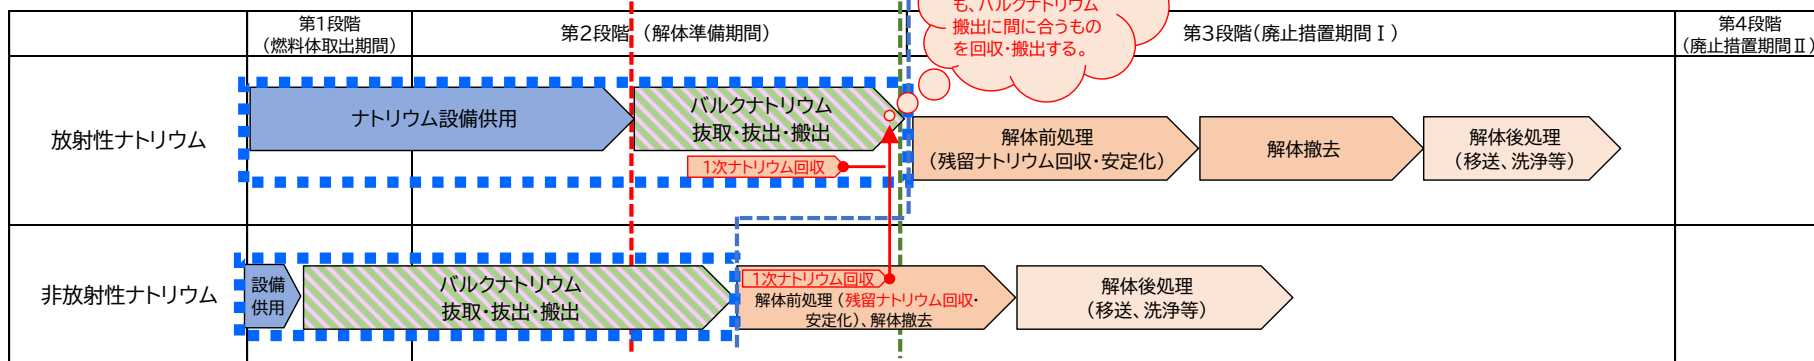 も、バルクナトリウム
搬出に間に合うもの
を回収・搬出する。
第1段階
(燃料体取出期間)
第2段階 (解体準備期間)
第3段階(廃止措置期間Ⅰ)
第4段階
(廃止措置期間Ⅱ)
放射性ナトリウム
ナトリウム設備供用
バルクナトリウム
抜取・抜出・搬出
1次ナトリウム回収
解体前処理
(残留ナトリウム回収・安定化)
解体撤去
解体後処理
(移送、洗浄等)
非放射性ナトリウム
設備
供用
バルクナトリウム
抜取・抜出・搬出
1次ナトリウム回収
解体前処理(残留ナトリウム回収・
安定化)、解体撤去
解体後処理
(移送、洗浄等)